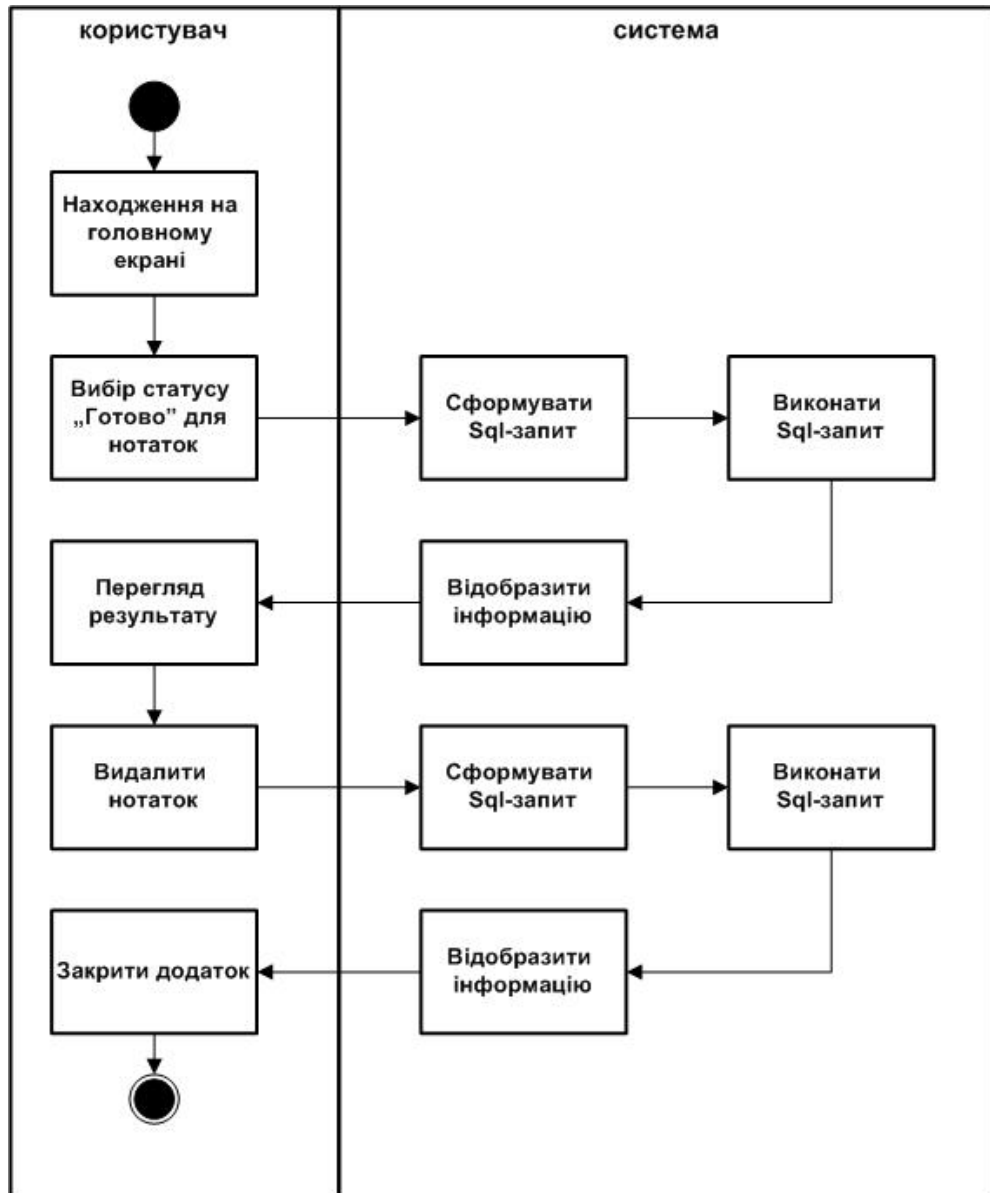 користувач
система
Находження на
головному
екрані
Вибір статусу
„Готово” для
нотаток
Сформувати
Sql-запит
Виконати
Sql-запит
Перегляд
результату
Відобразити
інформацію
Видалити
нотаток
Сформувати
Sql-запит
Виконати
Sql-запит
Закрити додаток
Відобразити
інформацію